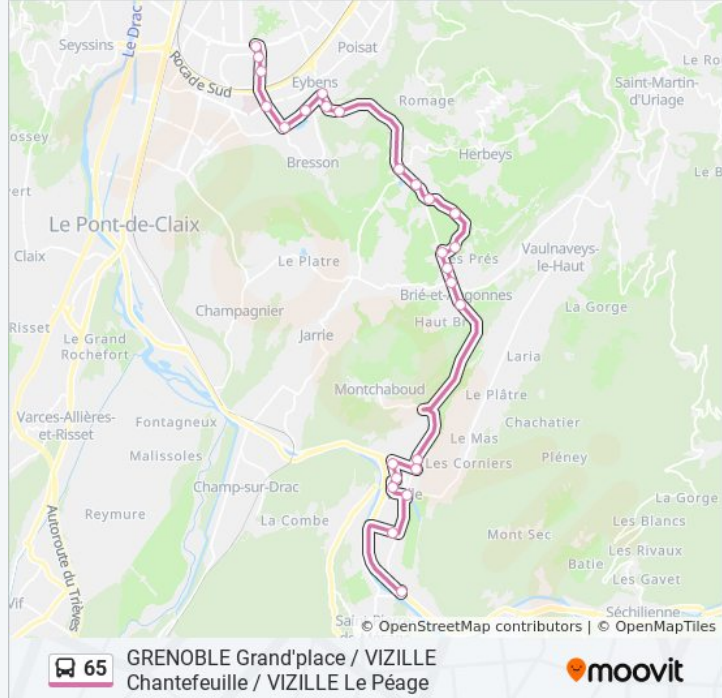 Seyssins
Le Drac
Poisat
Rocade Sud
Eybens
Saint-Martin-
d'Uriage
Romage
Herbeys
Bresson
Le Pont-de-Claix
Claix
Le Platre
es Prés
Vaulnaveys-
le-Haut
Brié-et-A
gonnes
Champagnier
Haut B
La Gorge
Risset
Jarrie
Le Grand
Rochefort
Laria
Montchaboud
Le Plâtre
Varces-Allières-
et-Risset
Fontagneux
Chachatier
Le Mas
Malissoles
Les Corniers
Pléney
Champ-sur-Drac
La Gorge
Reymure
La Combe
Les Blancs
Autoroute du Trièves
Mont Sec
Les Rivaux
Batie
Les Gavet
Vif
Séchilienne
© OpenStreetMap contributors | © OpenMapTiles
65
GRENOBLE Grand'place / VIZILLE
Chantefeuille / VIZILLE Le Péage
moovit